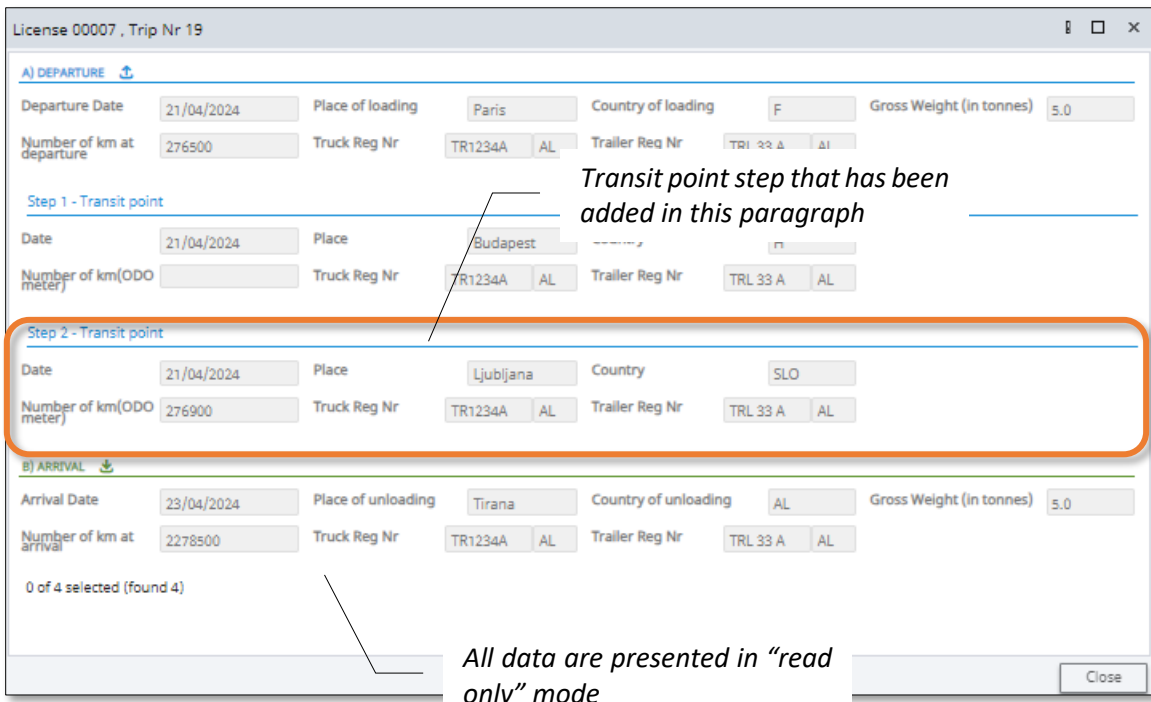 License 00007 , Trip Nr 19
A) DEPARTURE
Departure Date 21/04/2024 Place of loading Paris Country of loading F Gross Weight (in tonnes) 5.0
Number of km at departure 276500 Truck Reg Nr TR1234A AL Trailer Reg Nr TRL 33 A AL
Transit point step that has been
added in this paragraph
Step 1 - Transit point
Date 21/04/2024 Place Budapest H
Number of km(ODO meter) Truck Reg Nr TR1234A AL Trailer Reg Nr TRL 33 A AL
Step 2 - Transit point
Date 21/04/2024 Place Ljubljana Country SLO
Number of km(ODO meter) 276900 Truck Reg Nr TR1234A AL Trailer Reg Nr TRL 33 A AL
B) ARRIVAL
Arrival Date 23/04/2024 Place of unloading Tirana Country of unloading AL Gross Weight (in tonnes) 5.0
Number of km at arrival 2278500 Truck Reg Nr TR1234A AL Trailer Reg Nr TRL 33 A AL
0 of 4 selected (found 4)
All data are presented in “read
only” mode
Close